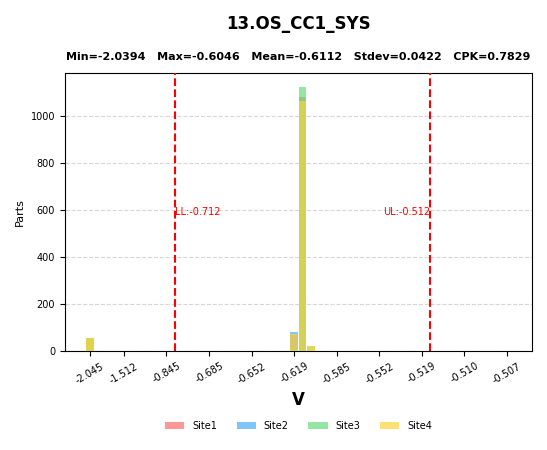 13.OS_CC1_SYS
Min=-2.0394 Max=-0.6046 Mean=-0.6112 Stdev=0.0422 CPK=0.7829
1000
800
600
400
200
0
Parts
LL:-0.712
UL:-0.512
-2.045 -1.512 -0.845 -0.685 -0.652 -0.619 -0.585 -0.552 -0.519 -0.510 -0.507
V
Site1 Site2 Site3 Site4